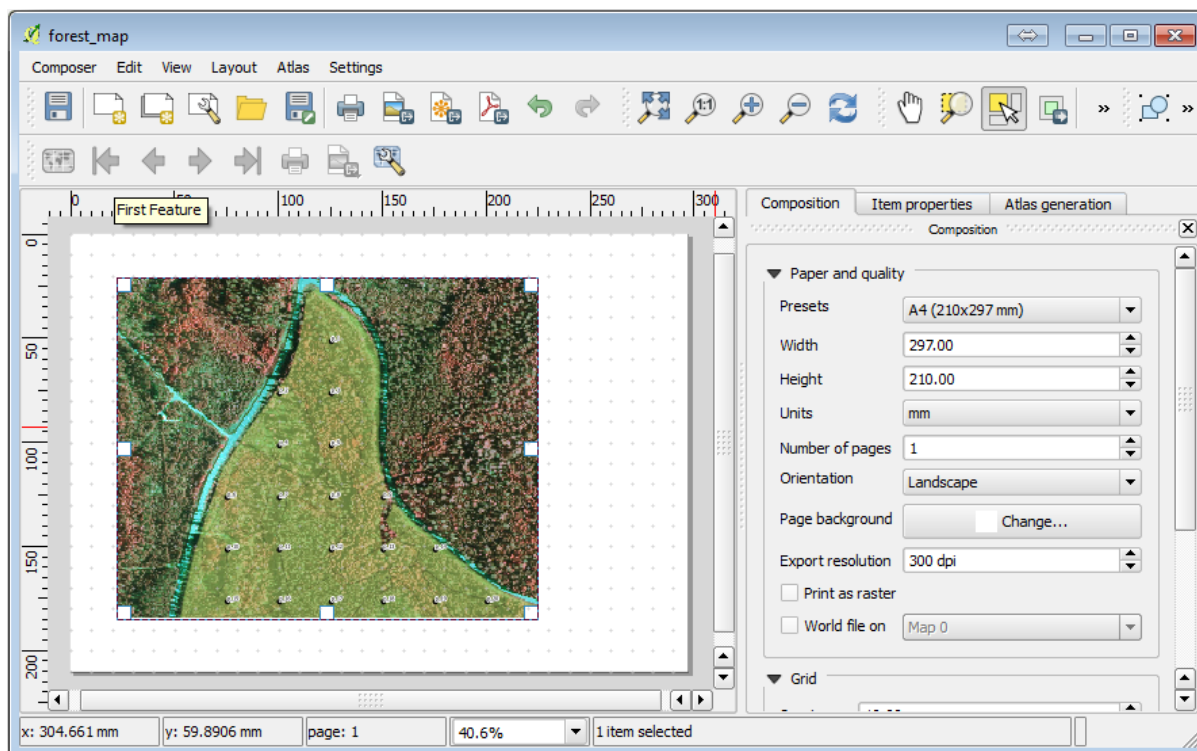 forest_map
Composer Edit View Layout Atlas Settings
1:1
» »
0 50 100 150 200 250 300
First Feature
0
50
100
150
200
Composition Item properties Atlas generation
Composition
Paper and quality
Presets A4 (210x297 mm)
Width 297.00
Height 210.00
Units mm
Number of pages 1
Orientation Landscape
Page background Change...
Export resolution 300 dpi
Print as raster
World file on Map 0
Grid
x: 304.661 mm y: 59.8906 mm page: 1 40.6% 1 item selected